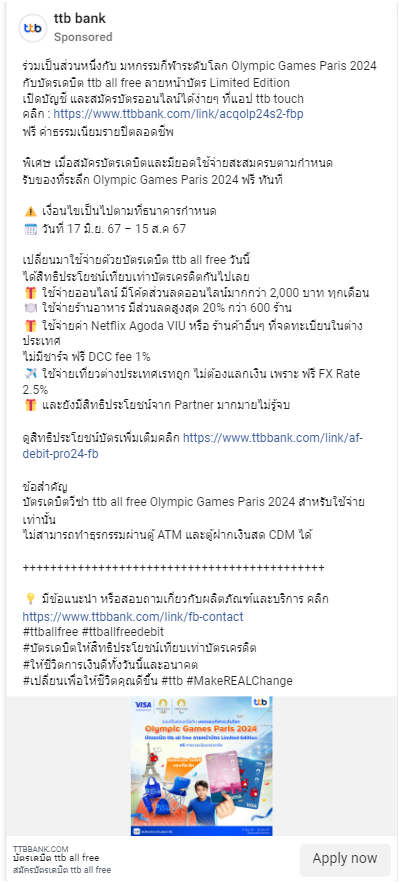 ttb bank
Sponsored
ร่วมเป็นส่วนหนึ่งกับ มหกรรมกีฬาระดับโลก Olympic Games Paris 2024
กับบัตรเดบิต ttb all free ลายหน้าบัตร Limited Edition
เปิดบัญชี และสมัครบัตรออนไลน์ได้ง่ายๆ ที่แอป ttb touch
คลิก : https://www.ttbbank.com/link/acqolp24s2-fbp
ฟรี ค่าธรรมเนียมรายปีตลอดชีพ
พิเศษ เมื่อสมัครบัตรเดบิตและมียอดใช้จ่ายสะสมครบตามกำหนด
รับของที่ระลึก Olympic Games Paris 2024 ฟรี ทันที
⚠️ เงื่อนไขเป็นไปตามที่ธนาคารกำหนด
🗓️ วันที่ 17 มิ.ย. 67 – 15 ส.ค 67
เปลี่ยนมาใช้จ่ายด้วยบัตรเดบิต ttb all free วันนี้
ได้สิทธิประโยชน์เทียบเท่าบัตรเครดิตกันไปเลย
🎁 ใช้จ่ายออนไลน์ มีโค้ดส่วนลดออนไลน์มากกว่า 2,000 บาท ทุกเดือน
🍽️ ใช้จ่ายร้านอาหาร มีส่วนลดสูงสุด 20% กว่า 600 ร้าน
🎁 ใช้จ่ายค่า Netflix Agoda VIU หรือ ร้านค้าอื่นๆ ที่จดทะเบียนในต่าง
ประเทศ
ไม่มีชาร์จ ฟรี DCC fee 1%
✈️ ใช้จ่ายเที่ยวต่างประเทศเรทถูก ไม่ต้องแลกเงิน เพราะ ฟรี FX Rate
2.5%
🎁 และยังมีสิทธิประโยชน์จาก Partner มากมายไม่รู้จบ
ดูสิทธิประโยชน์บัตรเพิ่มเติมคลิก https://www.ttbbank.com/link/af-
debit-pro24-fb
ข้อสำคัญ
บัตรเดบิตวีซ่า ttb all free Olympic Games Paris 2024 สำหรับใช้จ่าย
เท่านั้น
ไม่สามารถทำธุรกรรมผ่านตู้ ATM และตู้ฝากเงินสด CDM ได้
++++++++++++++++++++++++++++++++++++++++++++
💡 มีข้อแนะนำ หรือสอบถามเกี่ยวกับผลิตภัณฑ์และบริการ คลิก
https://www.ttbbank.com/link/fb-contact
#ttballfree #ttballfreedebit
#บัตรเดบิตให้สิทธิประโยชน์เทียบเท่าบัตรเครดิต
#ให้ชีวิตการเงินดีทั้งวันนี้และอนาคต
#เปลี่ยนเพื่อให้ชีวิตคุณดีขึ้น #ttb #MakeREALChange
VISA
ttb
Olympic Games Paris 2024
บัตรเดบิต ttb all free ลายหน้าบัตร Limited Edition
TTBBANK.COM
บัตรเดบิต ttb all free
สมัครบัตรเดบิต ttb all free
Apply now